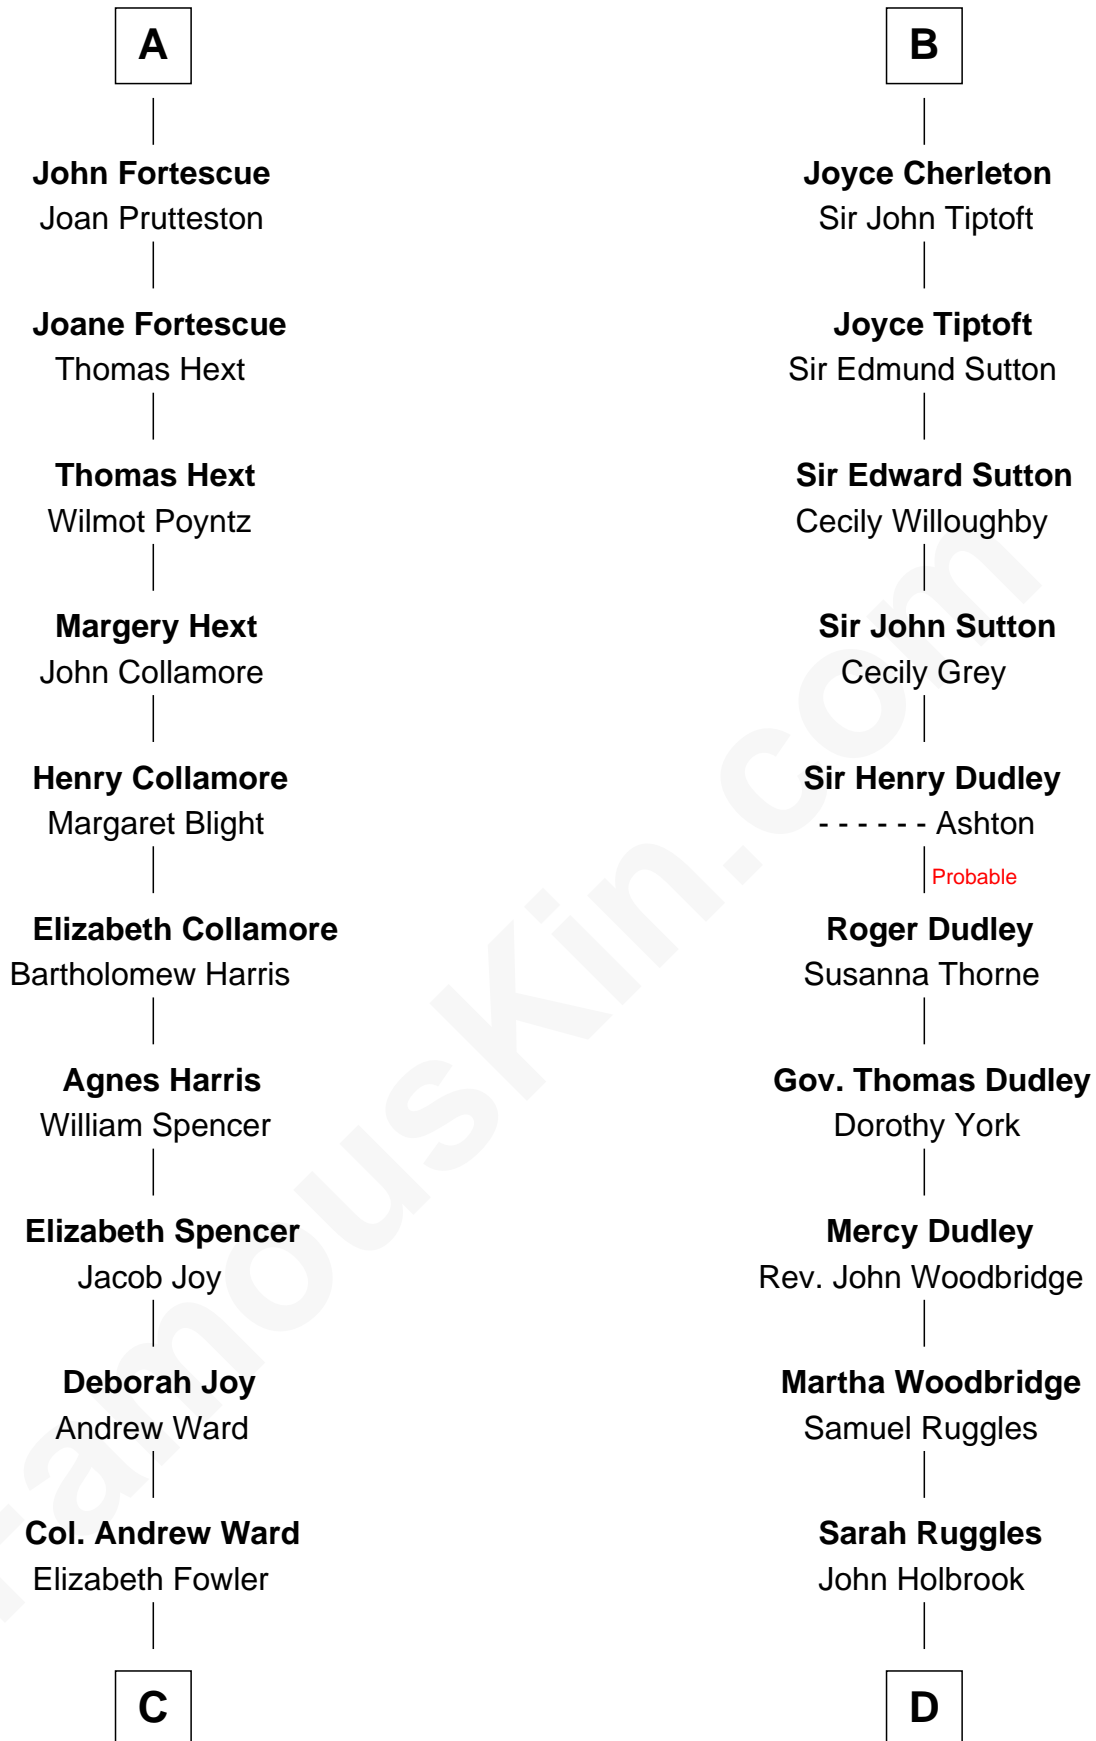 A
John Fortescue
Joan Prutteston
Joane Fortescue
Thomas Hext
Thomas Hext
Wilmot Poyntz
Margery Hext
John Collamore
Henry Collamore
Margaret Blight
Elizabeth Collamore
Bartholomew Harris
Agnes Harris
William Spencer
Elizabeth Spencer
Jacob Joy
Deborah Joy
Andrew Ward
Col. Andrew Ward
Elizabeth Fowler
C
B
Joyce Cherleton
Sir John Tiptoft
Joyce Tiptoft
Sir Edmund Sutton
Sir Edward Sutton
Cecily Willoughby
Sir John Sutton
Cecily Grey
Sir Henry Dudley
- - - - - - Ashton
Probable
Roger Dudley
Susanna Thorne
Gov. Thomas Dudley
Dorothy York
Mercy Dudley
Rev. John Woodbridge
Martha Woodbridge
Samuel Ruggles
Sarah Ruggles
John Holbrook
D
FamousKin.com